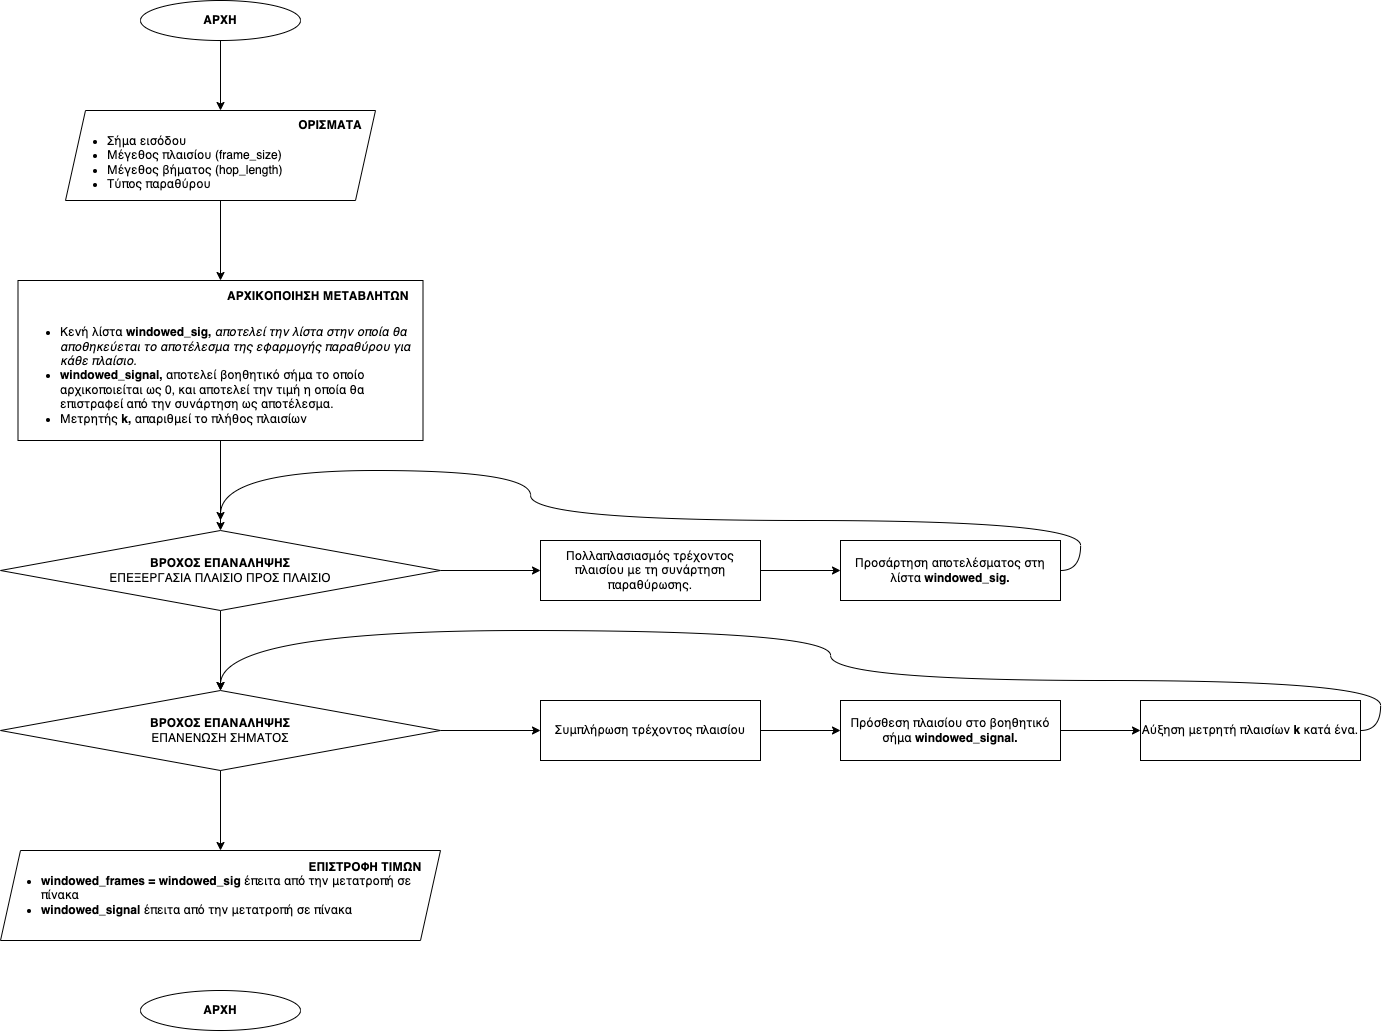 ΑΡΧΗ
ΟΡΙΣΜΑΤΑ
• Σήμα εισόδου
• Μέγεθος πλαισίου (frame_size)
• Μέγεθος βήματος (hop_length)
• Τύπος παραθύρου
ΑΡΧΙΚΟΠΟΙΗΣΗ ΜΕΤΑΒΛΗΤΩΝ
• Κενή λίστα windowed_sig, αποτελεί την λίστα στην οποία θα
αποθηκεύεται το αποτέλεσμα της εφαρμογής παραθύρου για
κάθε πλαίσιο.
• windowed_signal, αποτελεί βοηθητικό σήμα το οποίο
αρχικοποιείται ως 0, και αποτελεί την τιμή η οποία θα
επιστραφεί από την συνάρτηση ως αποτέλεσμα.
• Μετρητής k, απαριθμεί το πλήθος πλαισίων
ΒΡΟΧΟΣ ΕΠΑΝΑΛΗΨΗΣ
ΕΠΕΞΕΡΓΑΣΙΑ ΠΛΑΙΣΙΟ ΠΡΟΣ ΠΛΑΙΣΙΟ
Πολλαπλασιασμός τρέχοντος
πλαισίου με τη συνάρτηση
παραθύρωσης.
Προσάρτηση αποτελέσματος στη
λίστα windowed_sig.
ΒΡΟΧΟΣ ΕΠΑΝΑΛΗΨΗΣ
ΕΠΑΝΕΝΩΣΗ ΣΗΜΑΤΟΣ
Συμπλήρωση τρέχοντος πλαισίου
Πρόσθεση πλαισίου στο βοηθητικό
σήμα windowed_signal.
Αύξηση μετρητή πλαισίων k κατά ένα.
ΕΠΙΣΤΡΟΦΗ ΤΙΜΩΝ
• windowed_frames = windowed_sig έπειτα από την μετατροπή σε
πίνακα
• windowed_signal έπειτα από την μετατροπή σε πίνακα
ΑΡΧΗ